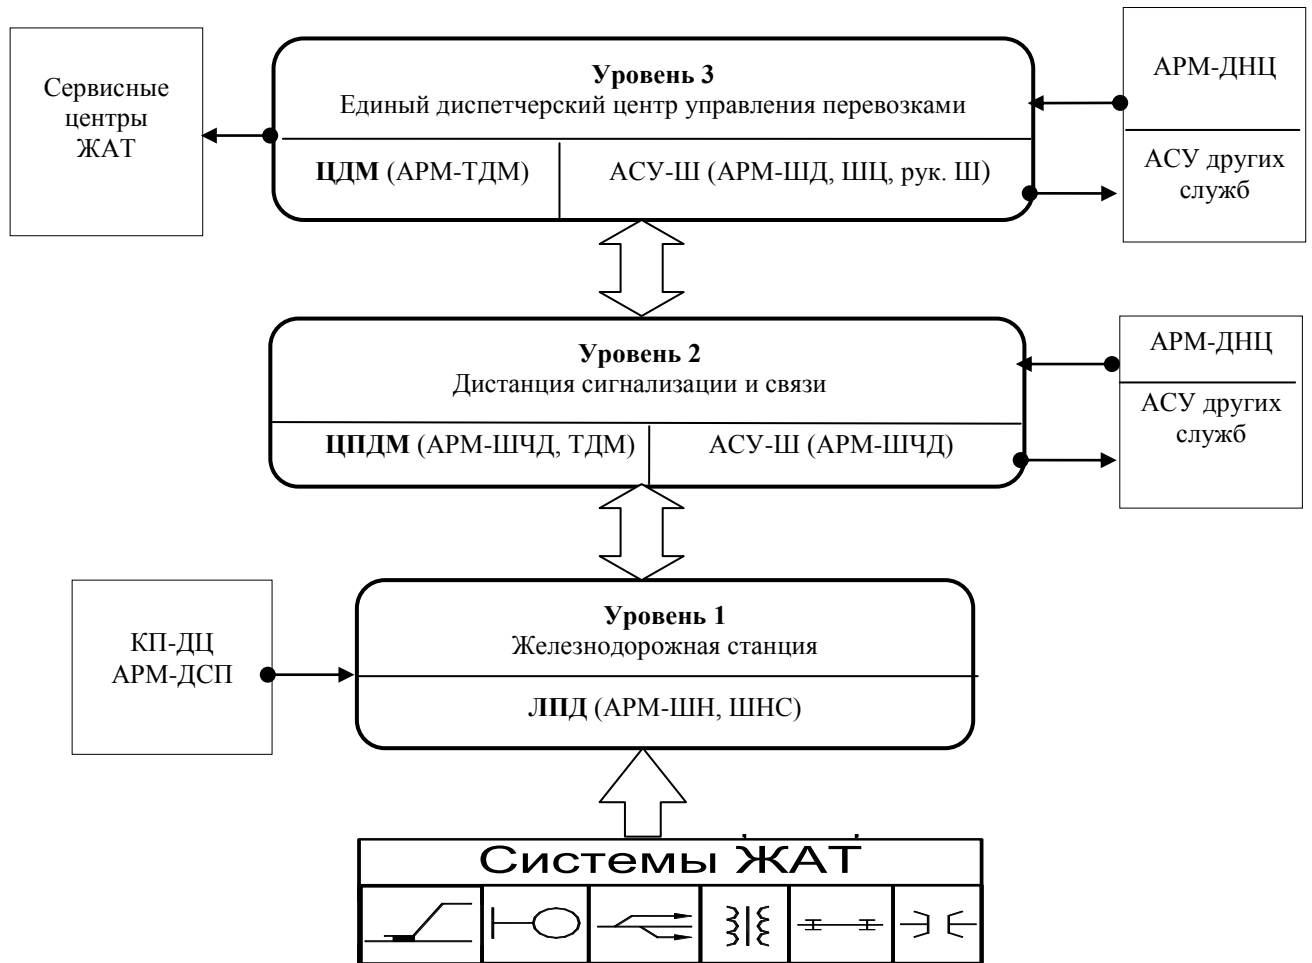 Сервисные
центры
ЖАТ
Уровень 3
Единый диспетчерский центр управления перевозками
ЦДМ (АРМ-ТДМ)
АСУ-Ш (АРМ-ШД, ШЦ, рук. Ш)
АРМ-ДНЦ
АСУ других
служб
Уровень 2
Дистанция сигнализации и связи
ЦПДМ (АРМ-ШЧД, ТДМ)
АСУ-Ш (АРМ-ШЧД)
АРМ-ДНЦ
АСУ других
служб
КП-ДЦ
АРМ-ДСП
Уровень 1
Железнодорожная станция
ЛПД (АРМ-ШН, ШНС)
Системы ЖАТ